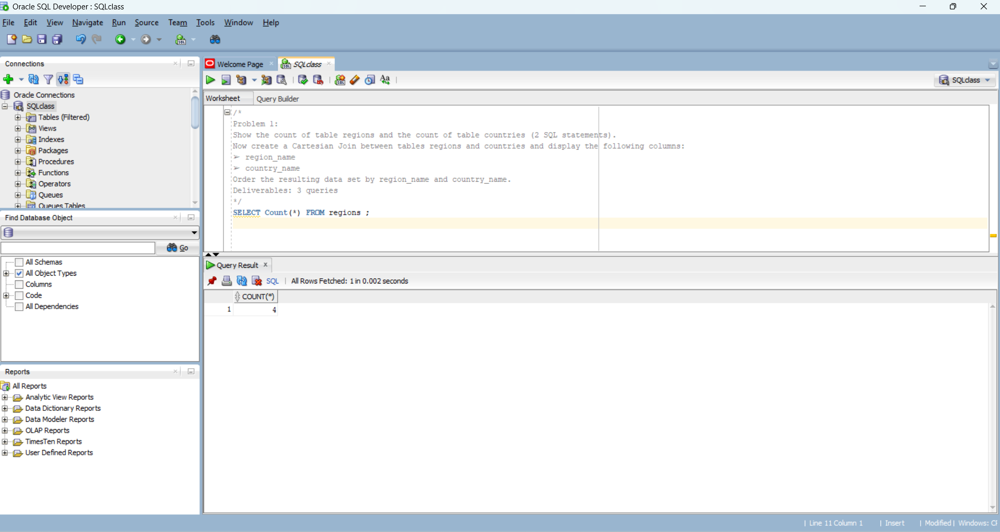 Oracle SQL Developer : SQLclass
File Edit View Navigate Run Source Team Tools Window Help
Connections
Oracle Connections
SQLclass
Tables (Filtered)
Views
Indexes
Packages
Procedures
Functions
Operators
Queues
Queues Tables
Find Database Object
Go
All Schemas
All Object Types
Columns
Code
All Dependencies
Reports
All Reports
Analytic View Reports
Data Dictionary Reports
Data Modeler Reports
OLAP Reports
TimesTen Reports
User Defined Reports
Welcome Page
SQLclass
SQLclass
Worksheet Query Builder
/*
Problem 1:
Show the count of table regions and the count of table countries (2 SQL statements).
Now create a Cartesian Join between tables regions and countries and display the following columns:
➢ region_name
➢ country_name
Order the resulting data set by region_name and country_name.
Deliverables: 3 queries
*/
SELECT Count(*) FROM regions ;
Query Result
SQL | All Rows Fetched: 1 in 0.002 seconds
COUNT(*)
1 4
| Line 11 Column 1 | Insert | Modified | Windows: CF